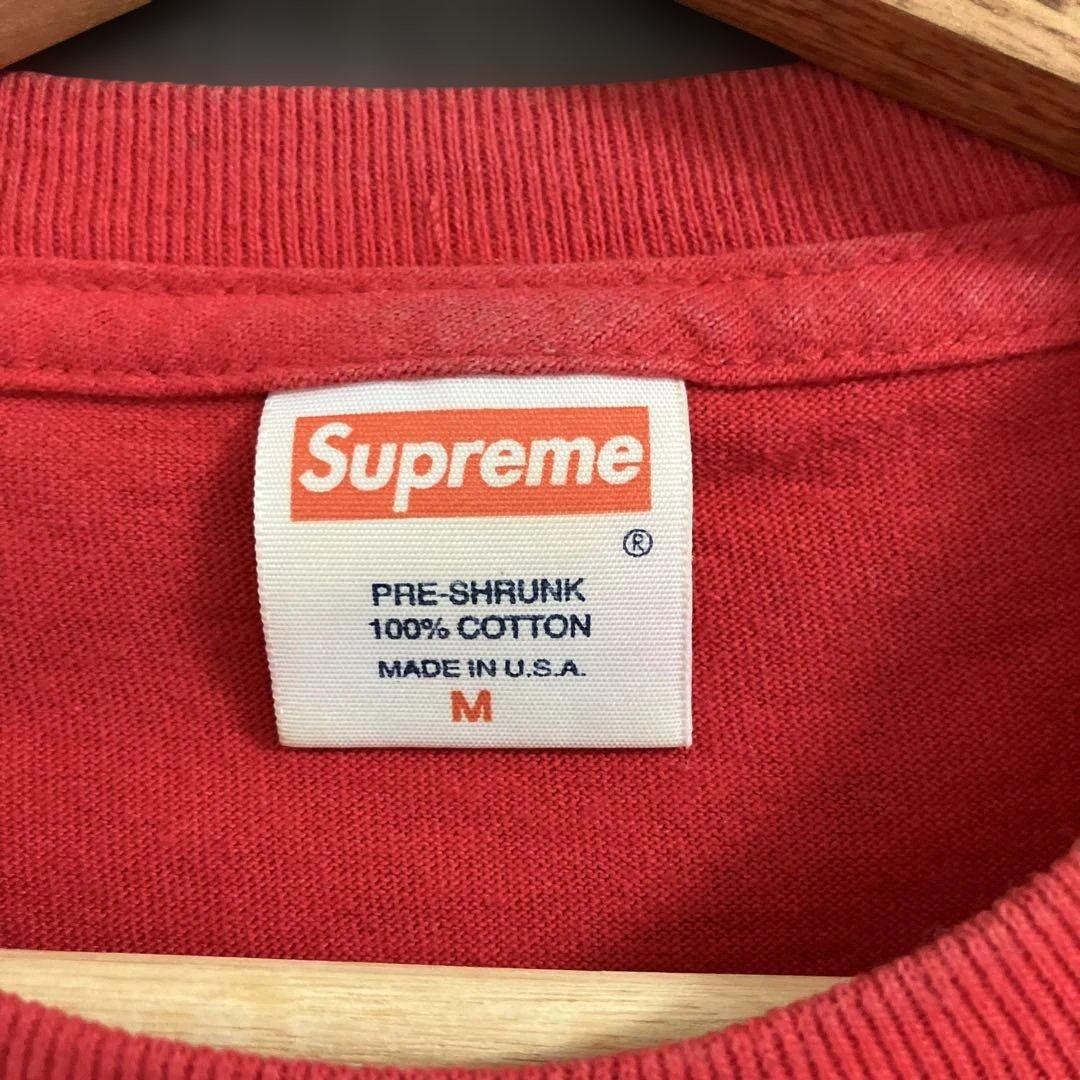 Supreme
®
PRE-SHRUNK
100% COTTON
MADE IN U.S.A.
M